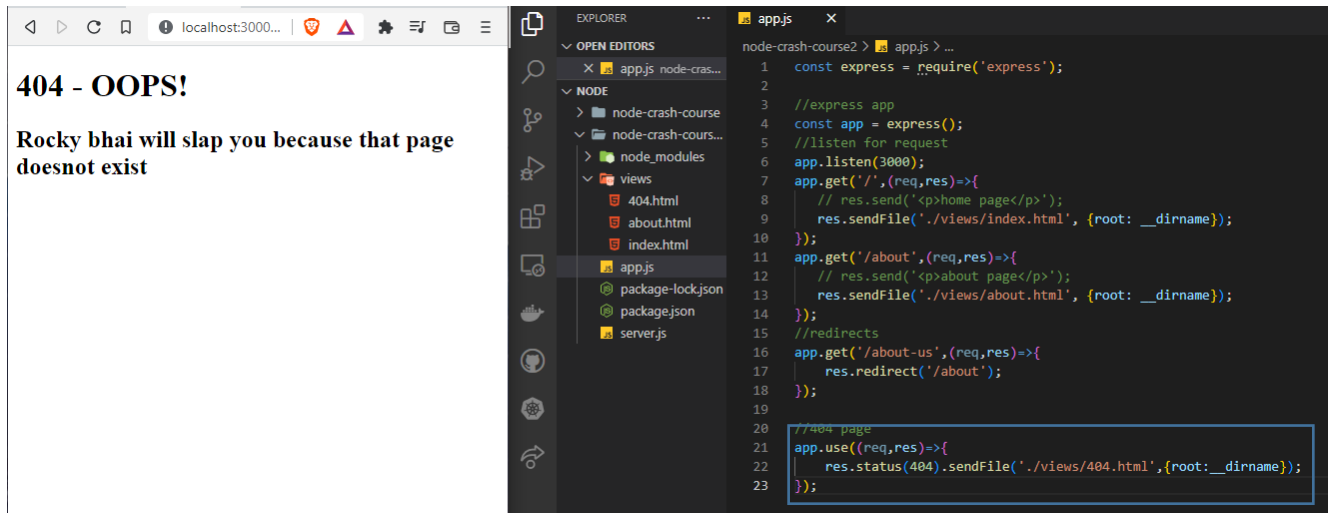 localhost:3000...
404 - OOPS!
Rocky bhai will slap you because that page
doesnot exist
EXPLORER ...
OPEN EDITORS
app.js node-cras...
NODE
node-crash-course
node-crash-cours...
node_modules
views
404.html
about.html
index.html
app.js
package-lock.json
package.json
server.js
app.js
node-crash-course2 > app.js > ...
1 const express = require('express');
2
3 //express app
4 const app = express();
5 //listen for request
6 app.listen(3000);
7 app.get('/',(req,res)=>{
8 // res.send('<p>home page</p>');
9 res.sendFile('./views/index.html', {root: __dirname});
10 });
11 app.get('/about',(req,res)=>{
12 // res.send('<p>about page</p>');
13 res.sendFile('./views/about.html', {root: __dirname});
14 });
15 //redirects
16 app.get('/about-us',(req,res)=>{
17 res.redirect('/about');
18 });
19
20 //404 page
21 app.use((req,res)=>{
22 res.status(404).sendFile('./views/404.html',{root:__dirname});
23 });